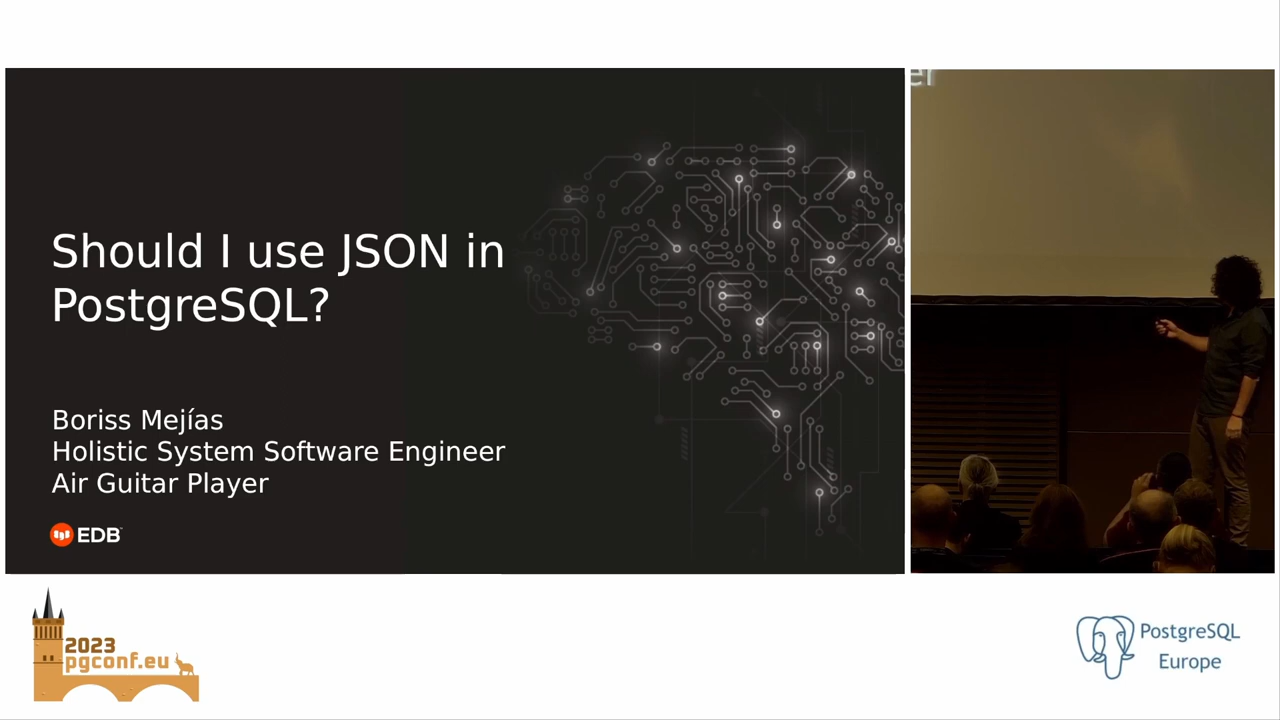 Should I use JSON in
PostgreSQL?
Boriss Mejías
Holistic System Software Engineer
Air Guitar Player
EDB
er
2023
pgconf.eu
PostgreSQL
Europe